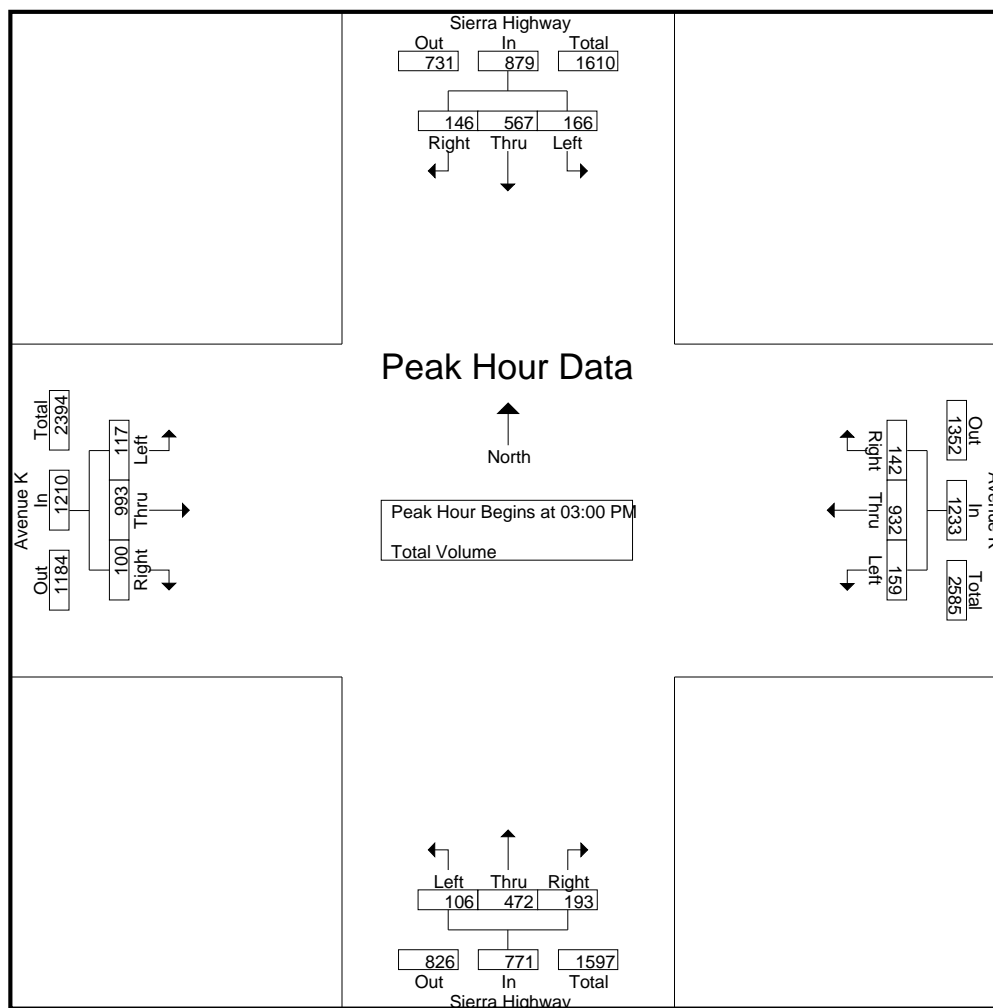 Sierra Highway
Out In Total
731 879 1610
146 567 166
Right Thru Left
Peak Hour Data
North
Peak Hour Begins at 03:00 PM
Total Volume
Avenue K
Total In Out
2394 1210 1184
117 993 100
Left Thru Right
Avenue K
Out In Total
1352 1233 2585
142 932 159
Right Thru Left
Left Thru Right
106 472 193
826 771 1597
Out In Total
Sierra Highway